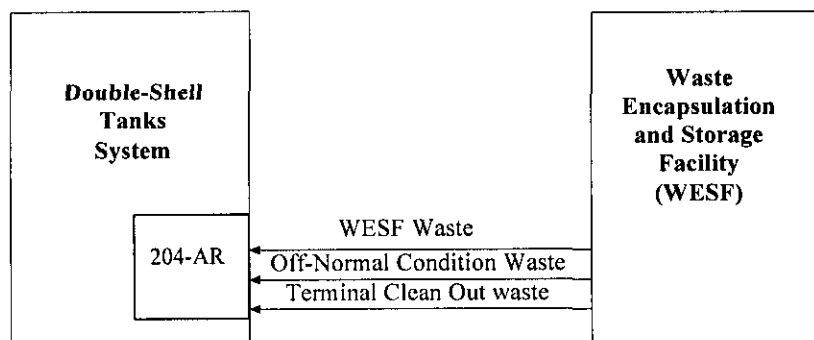 Double-Shell
Tanks
System
204-AR
WESF Waste
Off-Normal Condition Waste
Terminal Clean Out waste
Waste
Encapsulation
and Storage
Facility
(WESF)